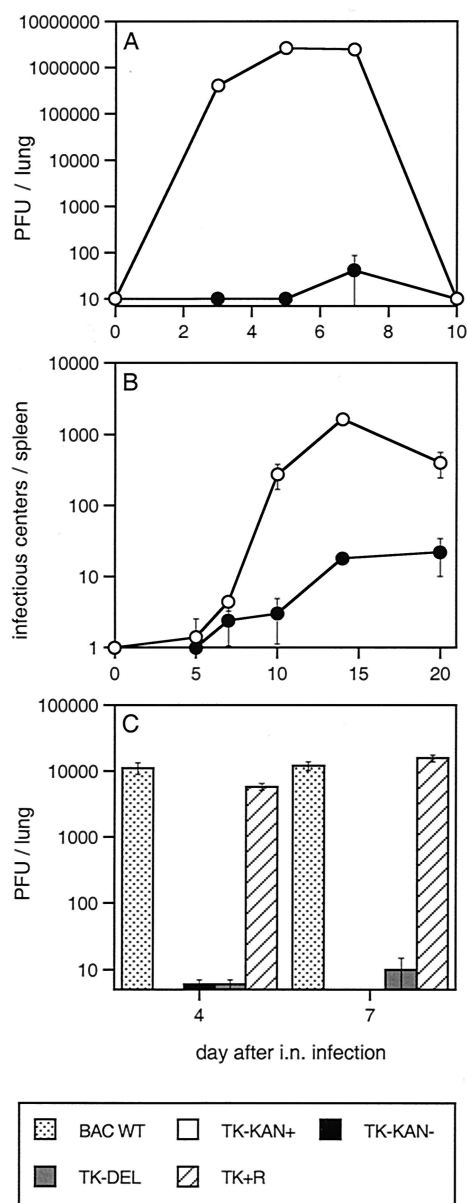 A
10000000
1000000
100000
10000
1000
100
10
PFU / lung
0 2 4 6 8 10
B
10000
1000
100
10
1
infectious centers / spleen
0 5 10 15 20
C
100000
10000
1000
100
10
PFU / lung
4 7
day after i.n. infection
BAC WT TK-KAN+ TK-KAN-
TK-DEL TK+R